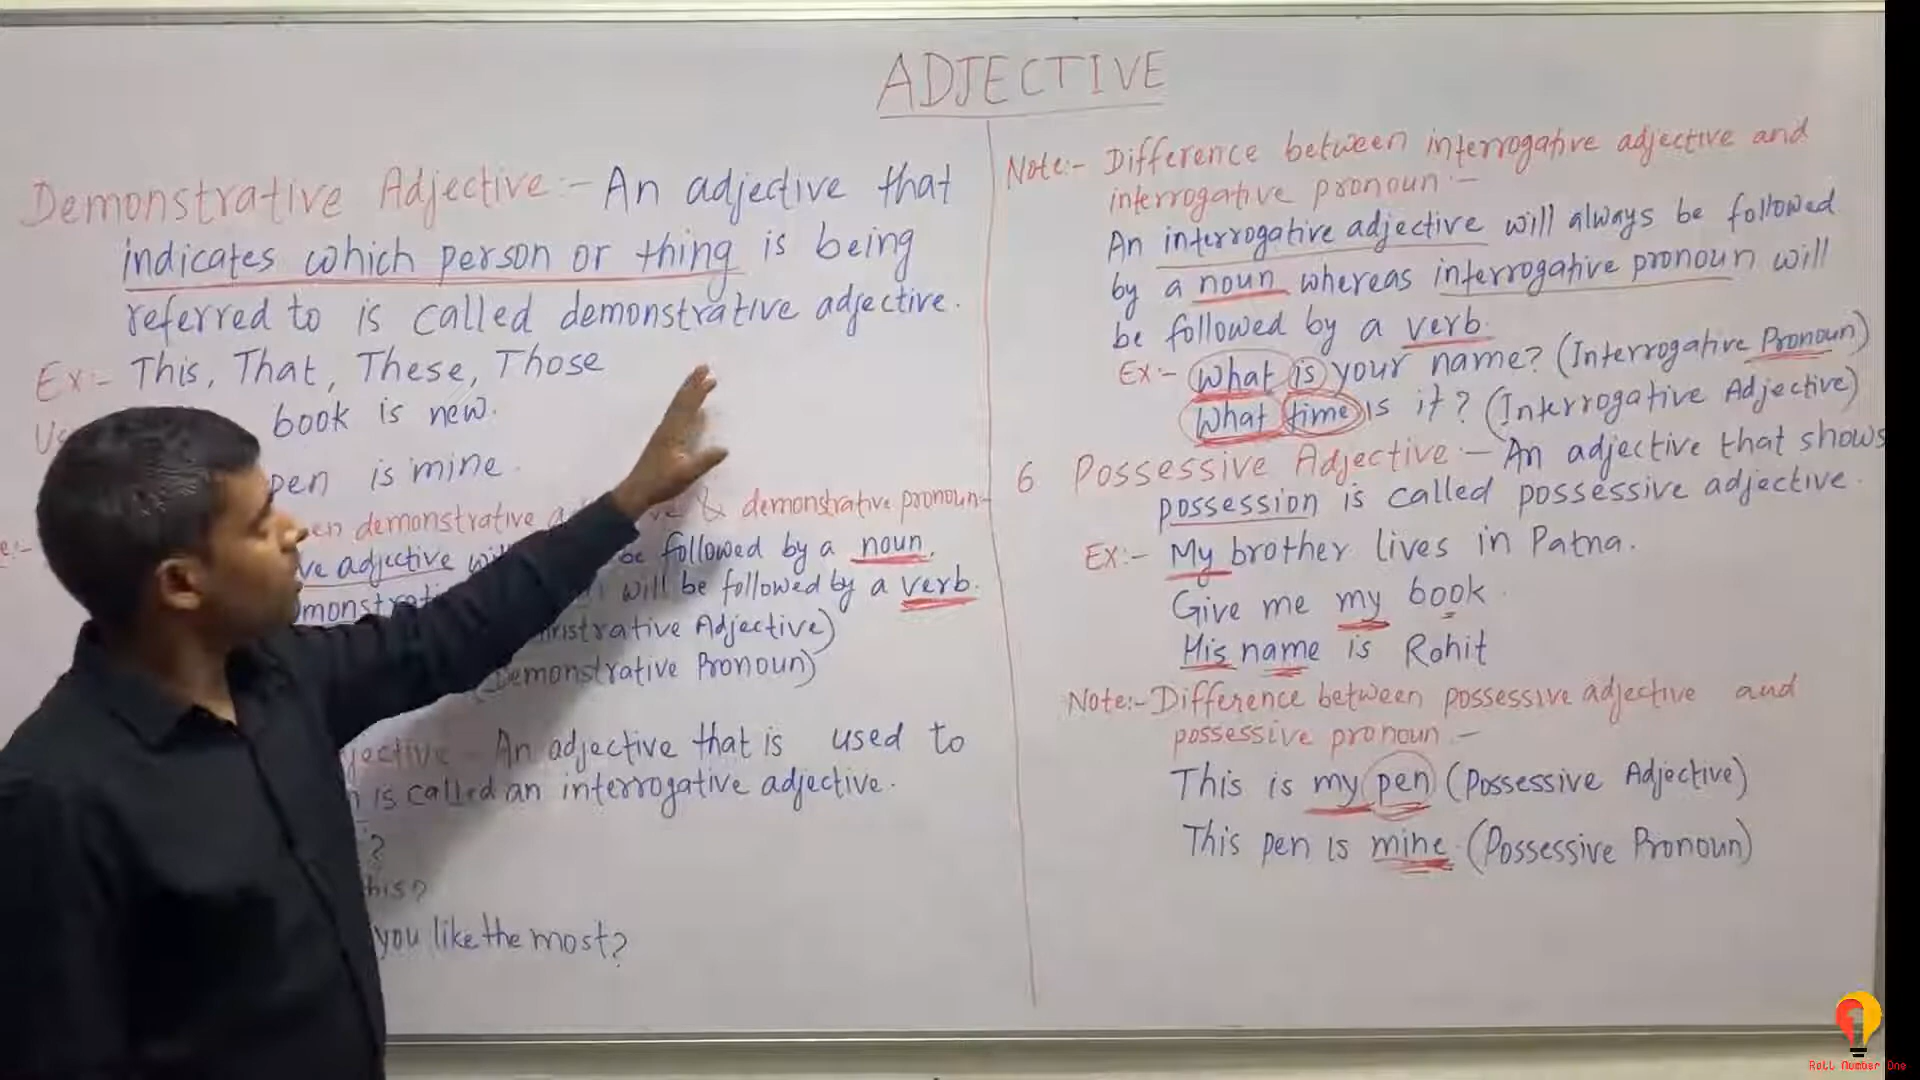 ADJECTIVE
Demonstrative Adjective :- An adjective that
indicates which person or thing is being
referred to is called demonstrative adjective.
Ex:- This, That, These, Those
book is new.
pen is mine.
demonstrative & demonstrative pronoun-
adjective be followed by a noun.
will be followed by a verb.
Adjective)
Pronoun)
An adjective that is used to
is called an interrogative adjective.
?
you like the most?
Note:- Difference between interrogative adjective and
interrogative pronoun :-
An interrogative adjective will always be followed
by a noun whereas interrogative pronoun will
be followed by a verb.
Ex:- What is your name? (Interrogative Pronoun)
What time is it? (Interrogative Adjective)
6 Possessive Adjective :- An adjective that shows
possession is called possessive adjective.
Ex:- My brother lives in Patna.
Give me my book.
His name is Rohit
Note:- Difference between possessive adjective and
possessive pronoun :-
This is my pen (Possessive Adjective)
This pen is mine. (Possessive Pronoun)
Roll Number One